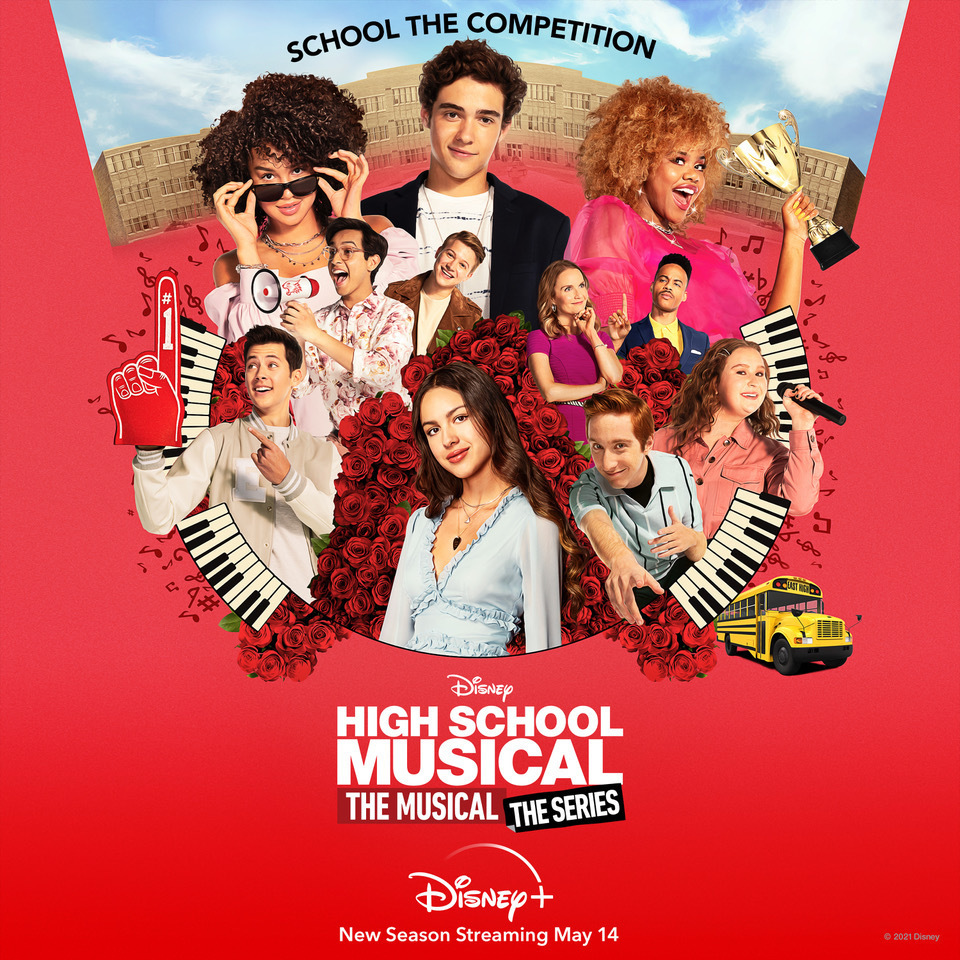 SCHOOL THE COMPETITION
#1
EAST HIGH
Disney
HIGH SCHOOL
MUSICAL
THE MUSICAL THE SERIES
Disney+
New Season Streaming May 14
© 2021 Disney